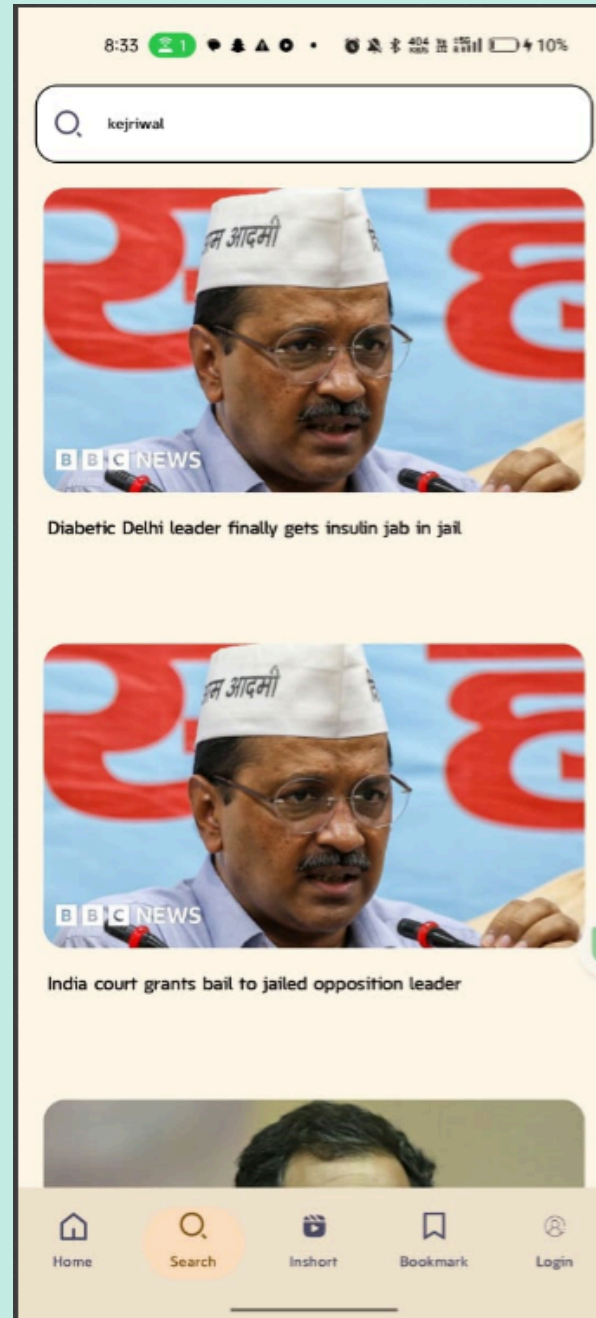 8:33 1 10%
kejriwal
आदमी
BBC NEWS
Diabetic Delhi leader finally gets insulin jab in jail
आदमी
BBC NEWS
India court grants bail to jailed opposition leader
Home Search Inshort Bookmark Login